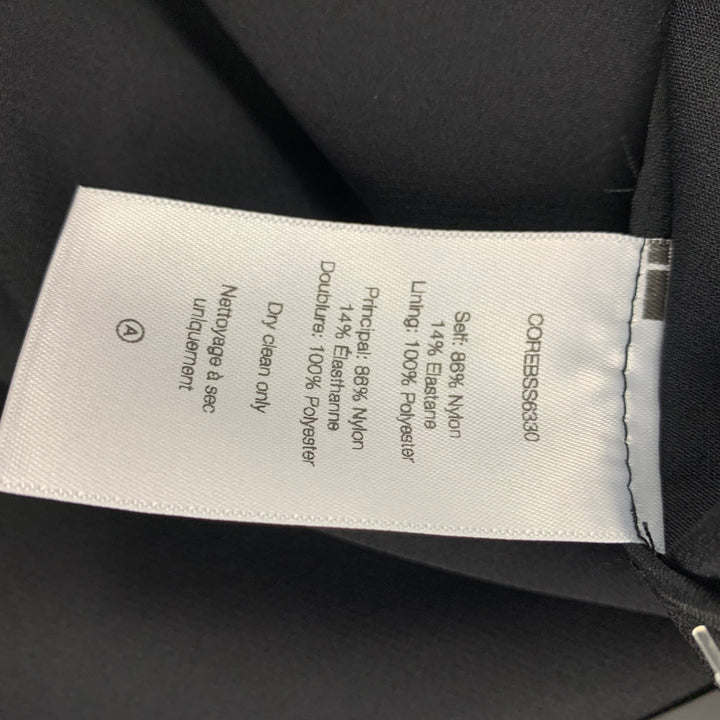 COREBSS6330
Self: 86% Nylon
14% Elastane
Lining: 100% Polyester
Principal: 86% Nylon
14% Élasthanne
Doublure: 100% Polyester
Dry clean only
Nettoyage à sec
uniquement
A